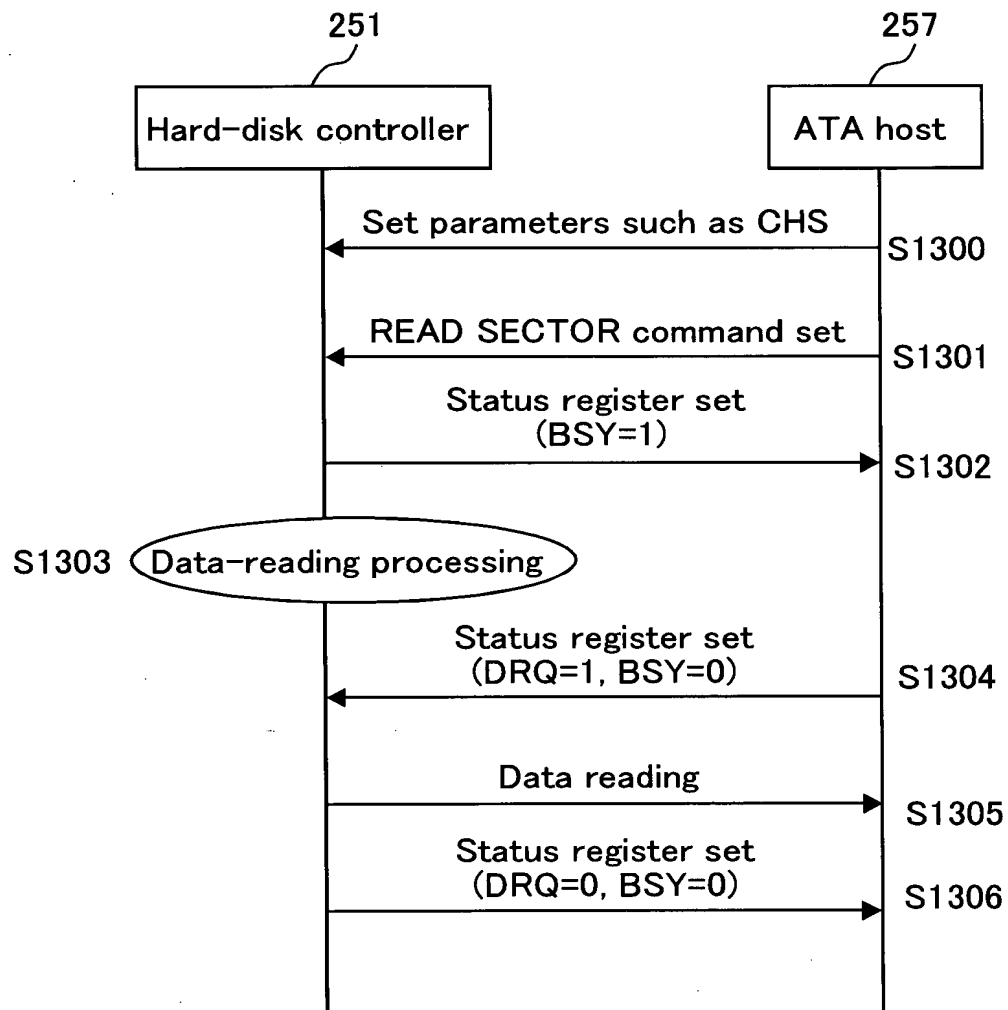 251
257
Hard-disk controller
ATA host
Set parameters such as CHS
S1300
READ SECTOR command set
S1301
Status register set
(BSY=1)
S1302
S1303
Data-reading processing
Status register set
(DRQ=1, BSY=0)
S1304
Data reading
S1305
Status register set
(DRQ=0, BSY=0)
S1306